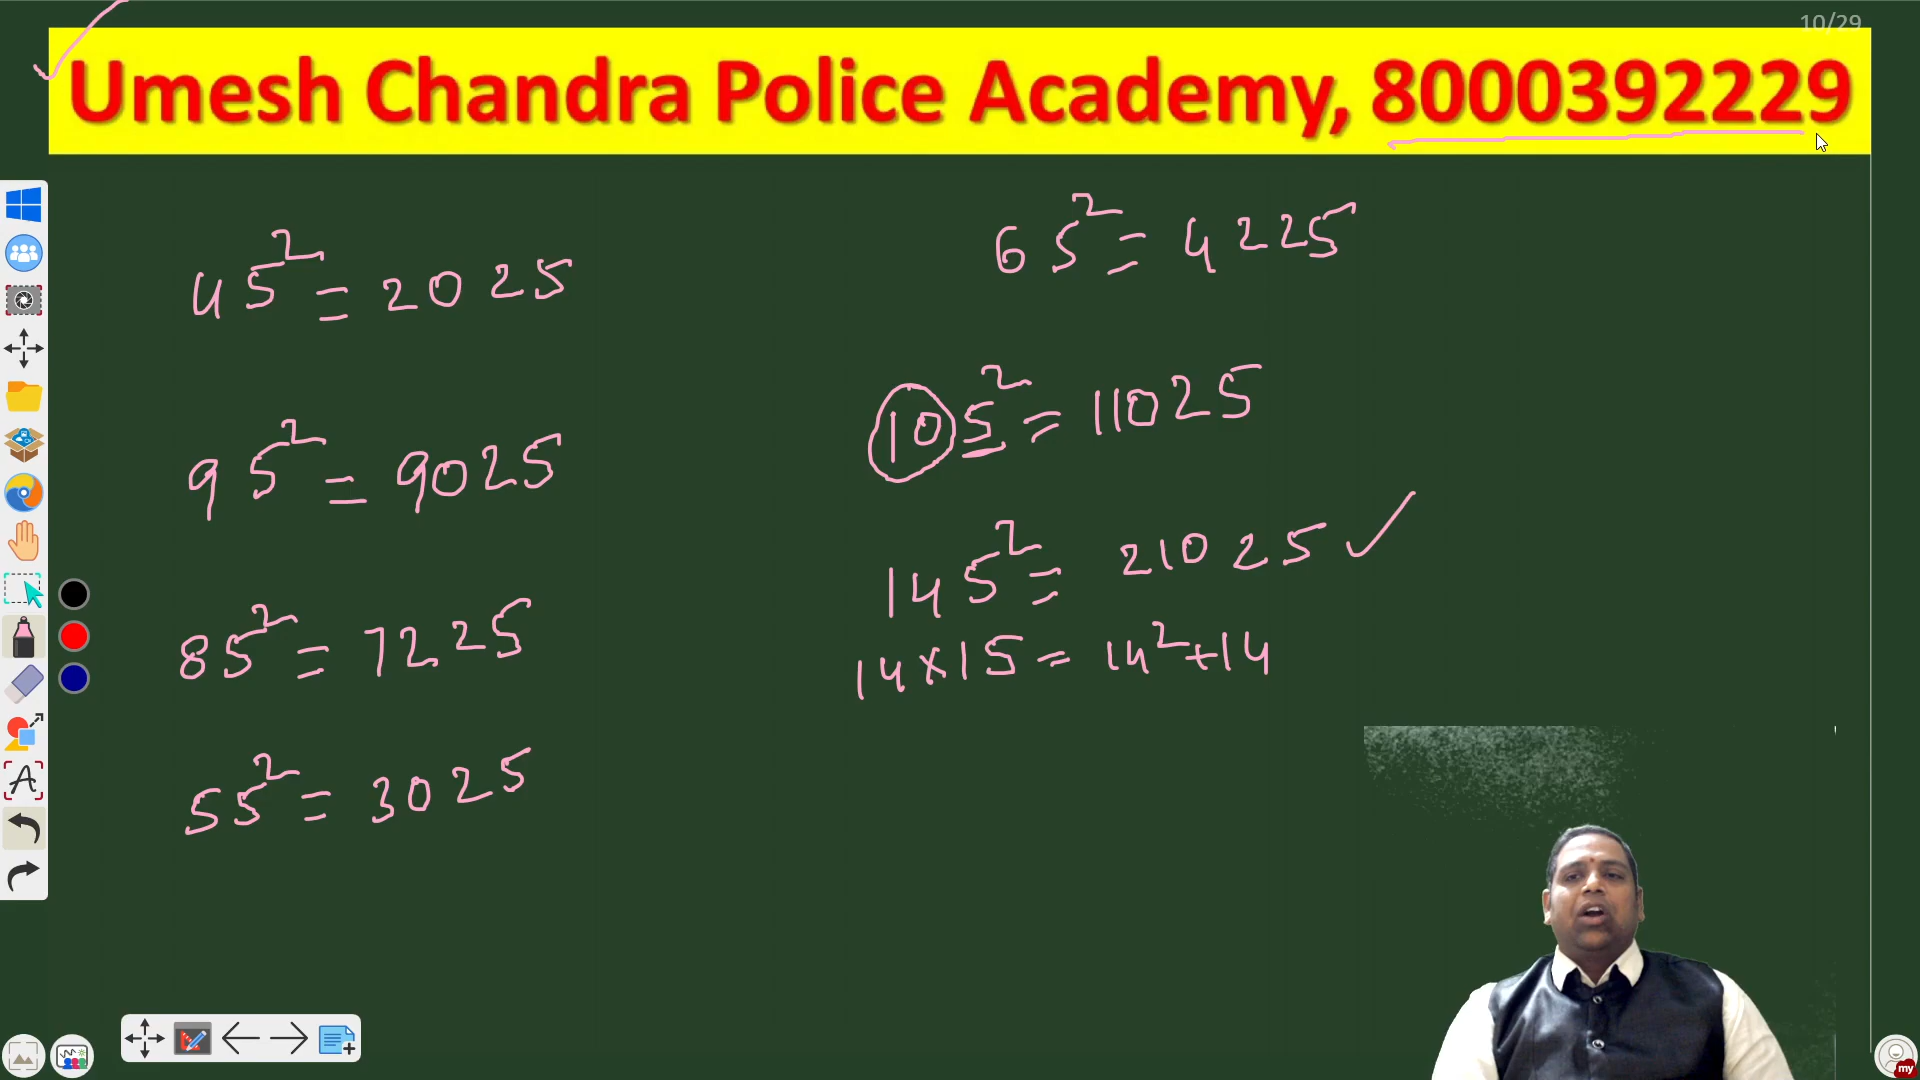 10/29
Umesh Chandra Police Academy, 8000392229
45² = 2025
95² = 9025
85² = 7225
55² = 3025
65² = 4225
105² = 11025
145² = 21025 ✓
14×15 = 14²+14
my